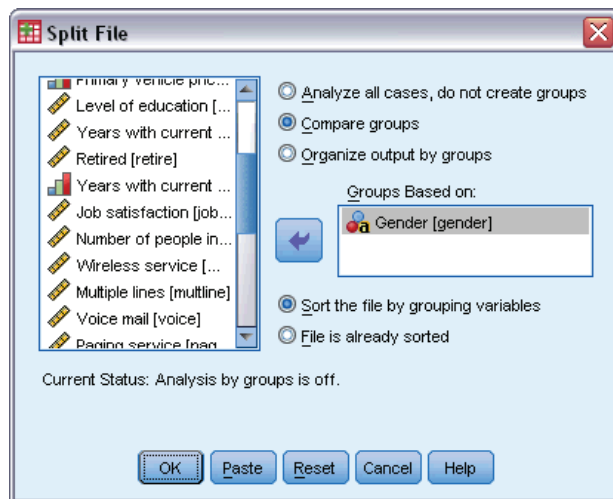 Split File
Primary vehicle pric...
Level of education [...
Years with current ...
Retired [retire]
Years with current ...
Job satisfaction [job...
Number of people in...
Wireless service [...
Multiple lines [multline]
Voice mail [voice]
Paging service [pag...
Analyze all cases, do not create groups
Compare groups
Organize output by groups
Groups Based on:
Gender [gender]
Sort the file by grouping variables
File is already sorted
Current Status: Analysis by groups is off.
OK Paste Reset Cancel Help